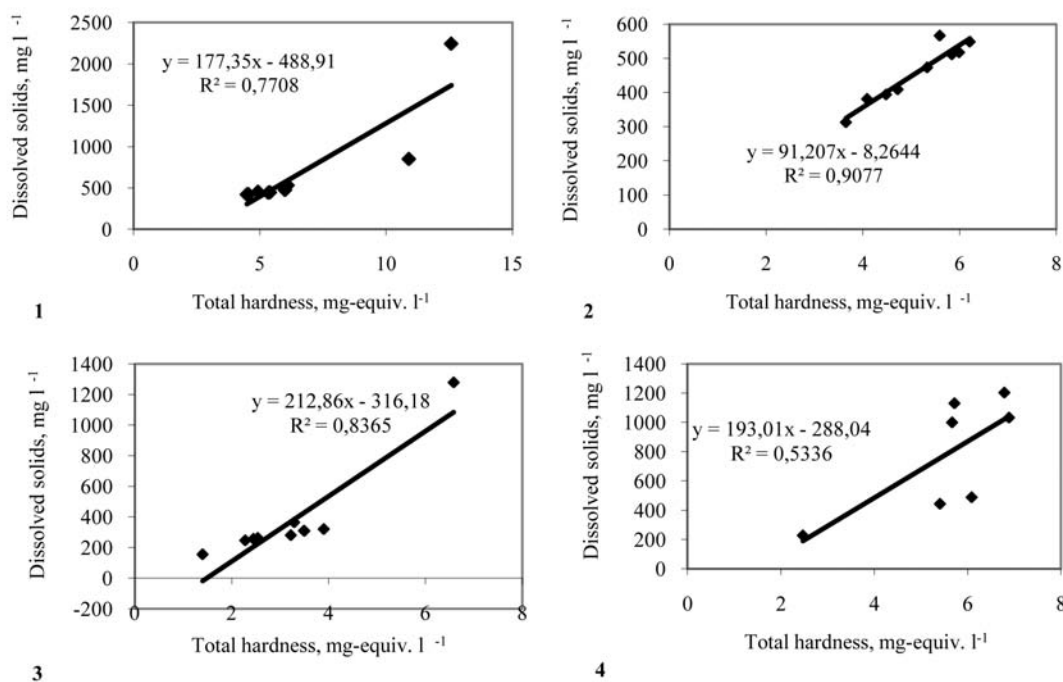 Dissolved solids, mg l ⁻¹
2500
2000
1500
1000
500
0
y = 177,35x - 488,91
R² = 0,7708
0 5 10 15
Total hardness, mg-equiv. l⁻¹
1
Dissolved solids, mg l ⁻¹
600
500
400
300
200
100
0
y = 91,207x - 8,2644
R² = 0,9077
0 2 4 6 8
Total hardness, mg-equiv. l ⁻¹
2
Dissolved solids, mg l ⁻¹
1400
1200
1000
800
600
400
200
0
-200
y = 212,86x - 316,18
R² = 0,8365
0 2 4 6 8
Total hardness, mg-equiv. l ⁻¹
3
Dissolved solids, mg l ⁻¹
1400
1200
1000
800
600
400
200
0
y = 193,01x - 288,04
R² = 0,5336
0 2 4 6 8
Total hardness, mg-equiv. l⁻¹
4